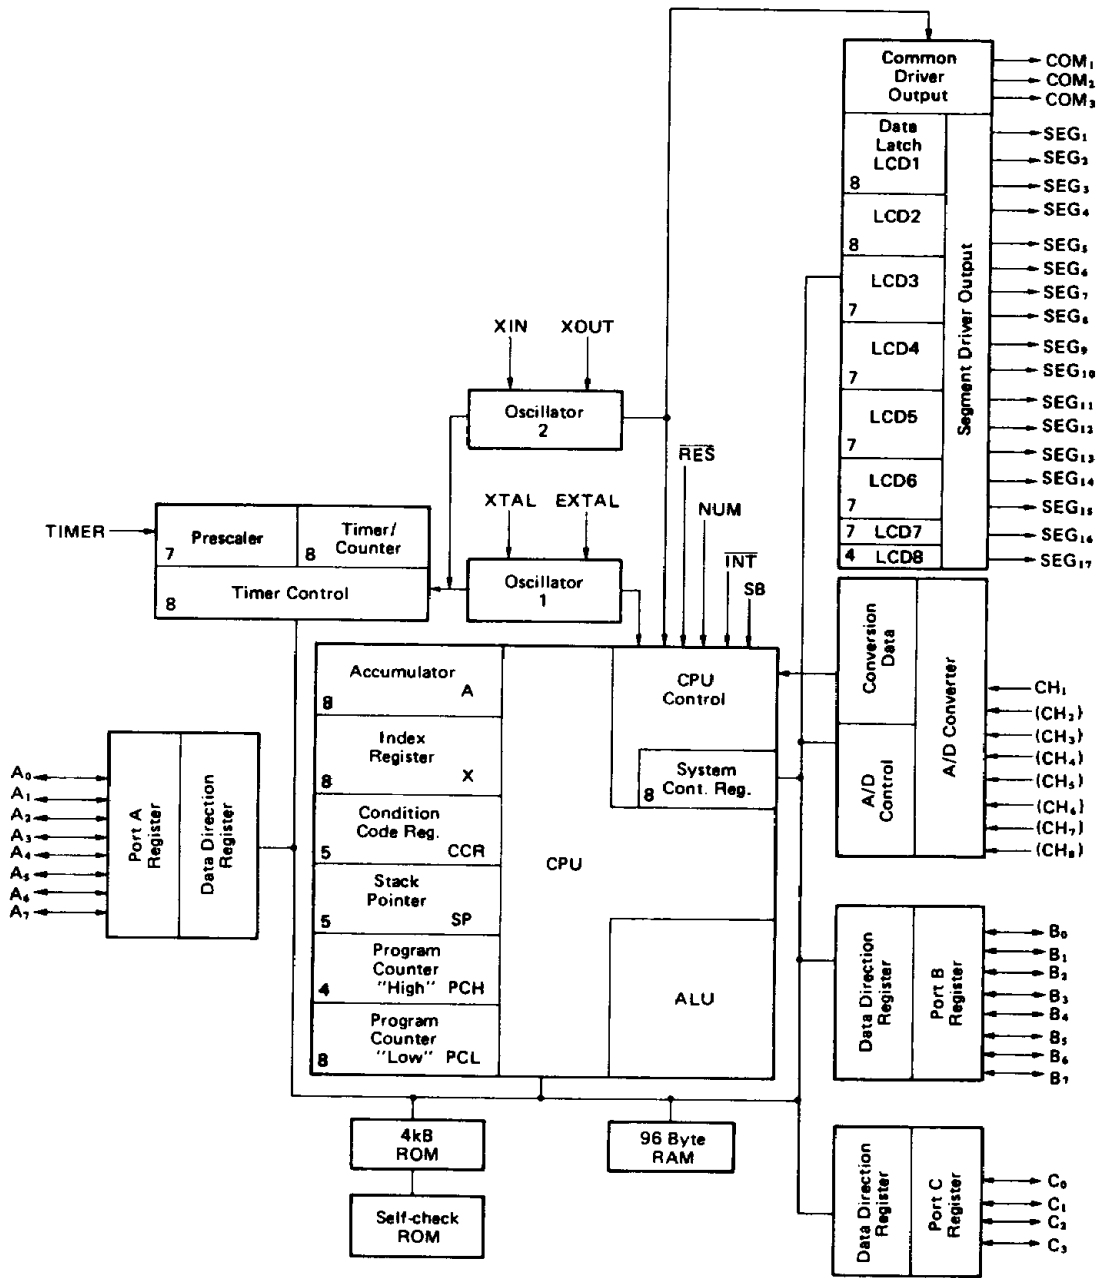 Common
Driver
Output
COM₁
COM₂
COM₃
Data
Latch
LCD1
8
LCD2
8
LCD3
7
LCD4
7
LCD5
7
LCD6
7
7 LCD7
4 LCD8
Segment Driver Output
SEG₁
SEG₂
SEG₃
SEG₄
SEG₅
SEG₆
SEG₇
SEG₈
SEG₉
SEG₁₀
SEG₁₁
SEG₁₂
SEG₁₃
SEG₁₄
SEG₁₅
SEG₁₆
SEG₁₇
XIN XOUT
Oscillator
2
XTAL EXTAL
Oscillator
1
R̅E̅S̅
NUM
I̅N̅T̅
SB
TIMER
7 Prescaler
Timer/
8 Counter
Timer Control
8
Accumulator
A
8
Index
Register
8 X
Condition
Code Reg.
5 CCR
Stack
Pointer
5 SP
Program
Counter
4 "High" PCH
Program
Counter
8 "Low" PCL
CPU
CPU
Control
System
8 Cont. Reg.
ALU
A₀
A₁
A₂
A₃
A₄
A₅
A₆
A₇
Port A
Register
Data Direction
Register
Conversion
Data
A/D Control
A/D Converter
CH₁
(CH₂)
(CH₃)
(CH₄)
(CH₅)
(CH₆)
(CH₇)
(CH₈)
Data Direction
Register
Port B
Register
B₀
B₁
B₂
B₃
B₄
B₅
B₆
B₇
4kB
ROM
Self-check
ROM
96 Byte
RAM
Data Direction
Register
Port C
Register
C₀
C₁
C₂
C₃